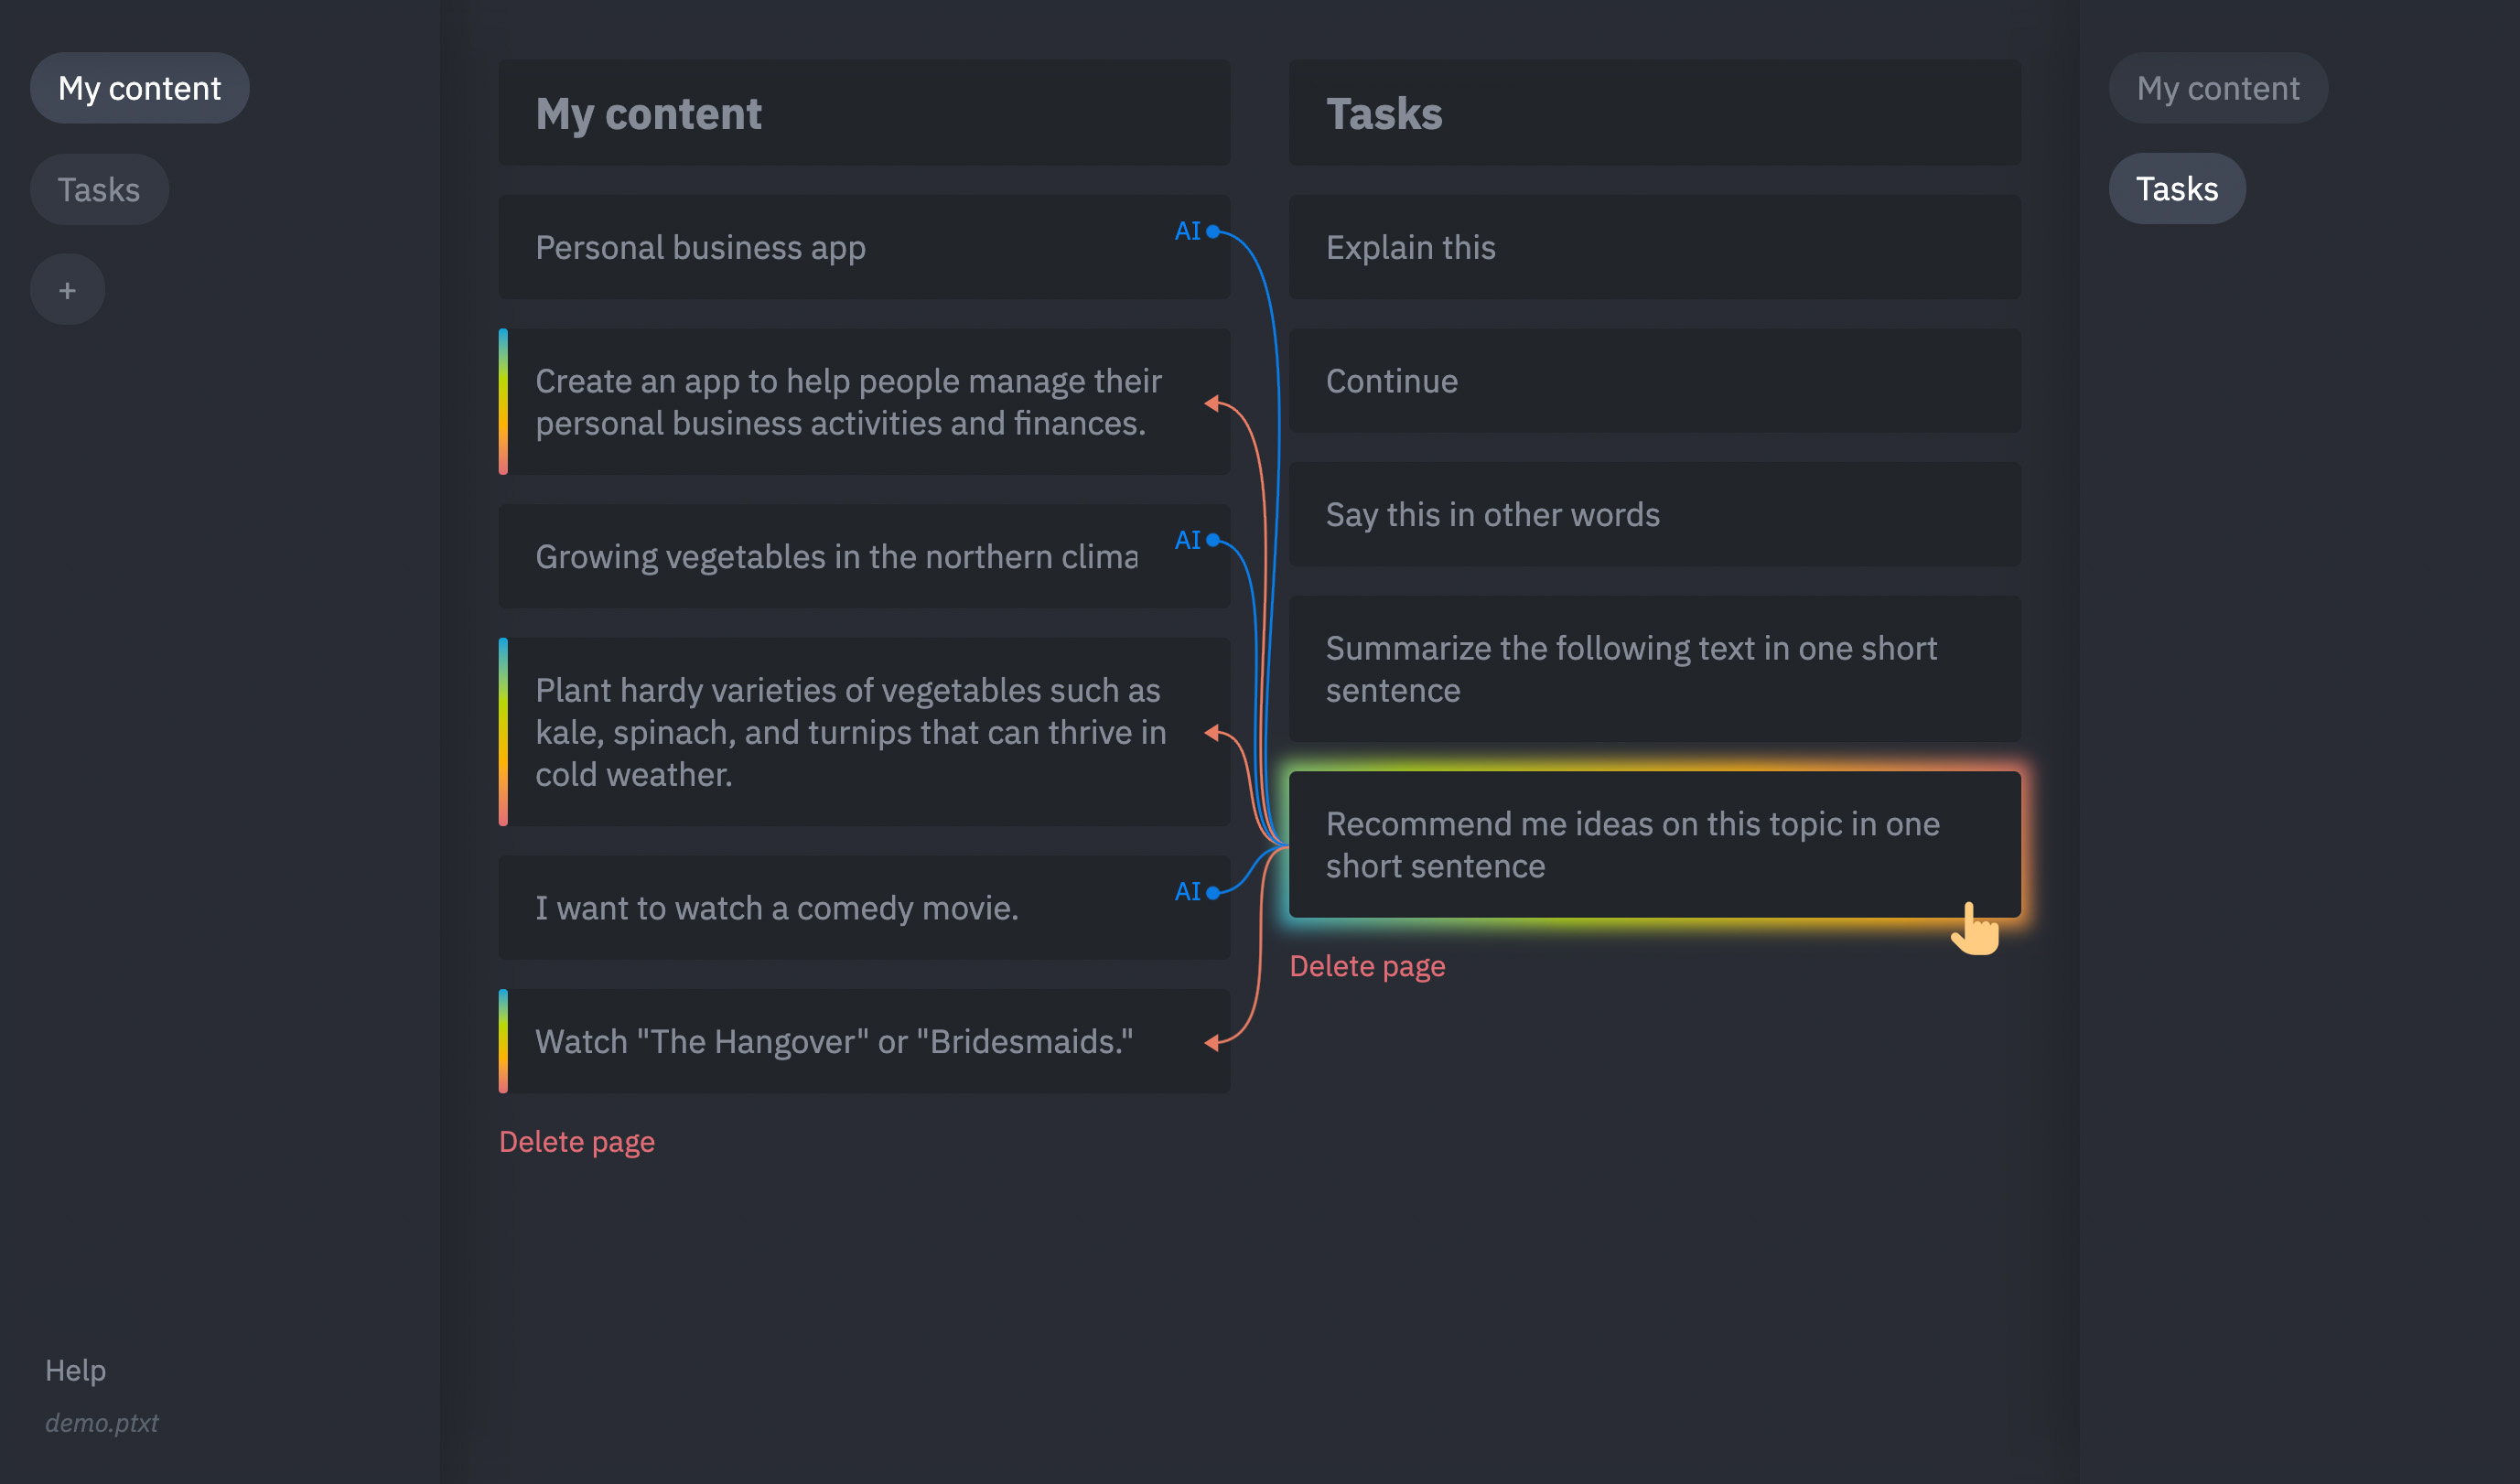 My content
Tasks
+
Help
demo.ptxt
My content
Personal business app
AI
Create an app to help people manage their
personal business activities and finances.
Growing vegetables in the northern clima
AI
Plant hardy varieties of vegetables such as
kale, spinach, and turnips that can thrive in
cold weather.
I want to watch a comedy movie.
AI
Watch "The Hangover" or "Bridesmaids."
Delete page
Tasks
Explain this
Continue
Say this in other words
Summarize the following text in one short
sentence
Recommend me ideas on this topic in one
short sentence
Delete page
My content
Tasks